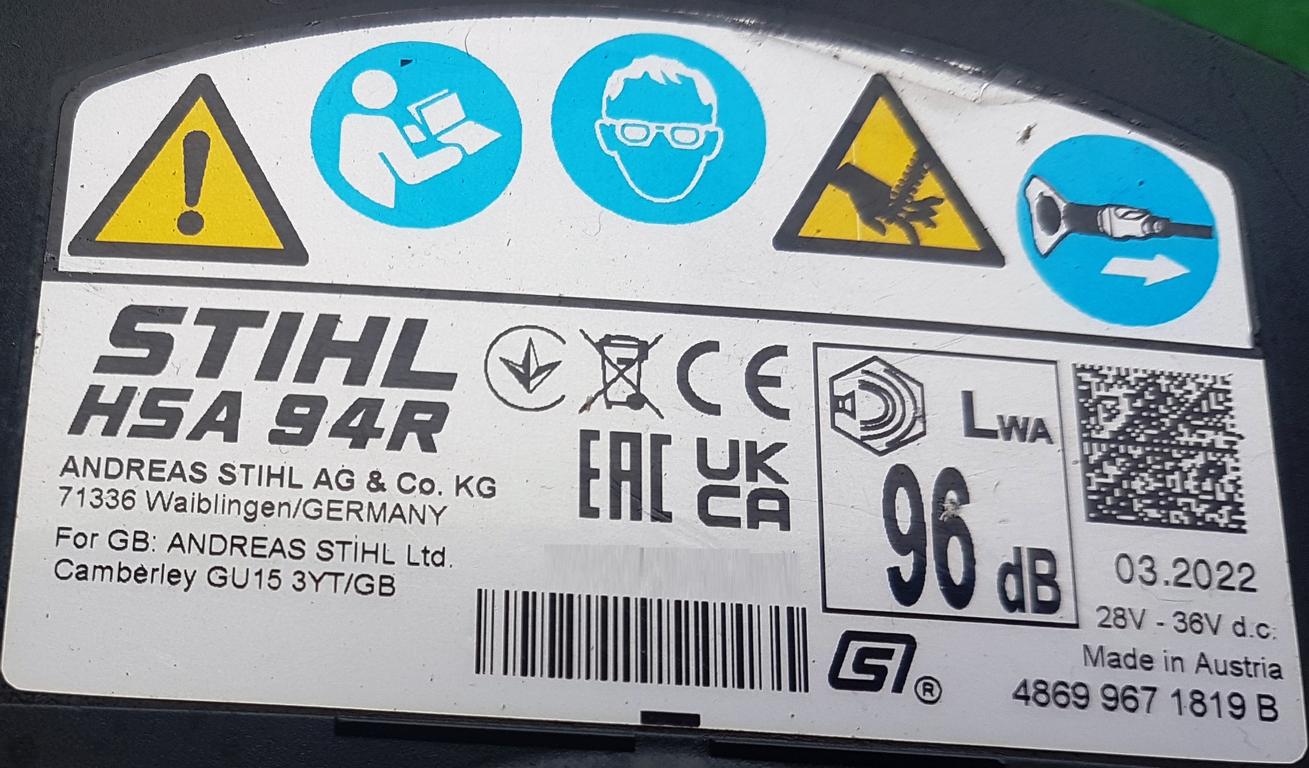 STIHL
HSA 94R
ANDREAS STIHL AG & Co. KG
71336 Waiblingen/GERMANY
For GB: ANDREAS STIHL Ltd.
Camberley GU15 3YT/GB
CE
EAC
UK
CA
LWA
96 dB
®
03.2022
28V - 36V d.c.
Made in Austria
4869 967 1819 B